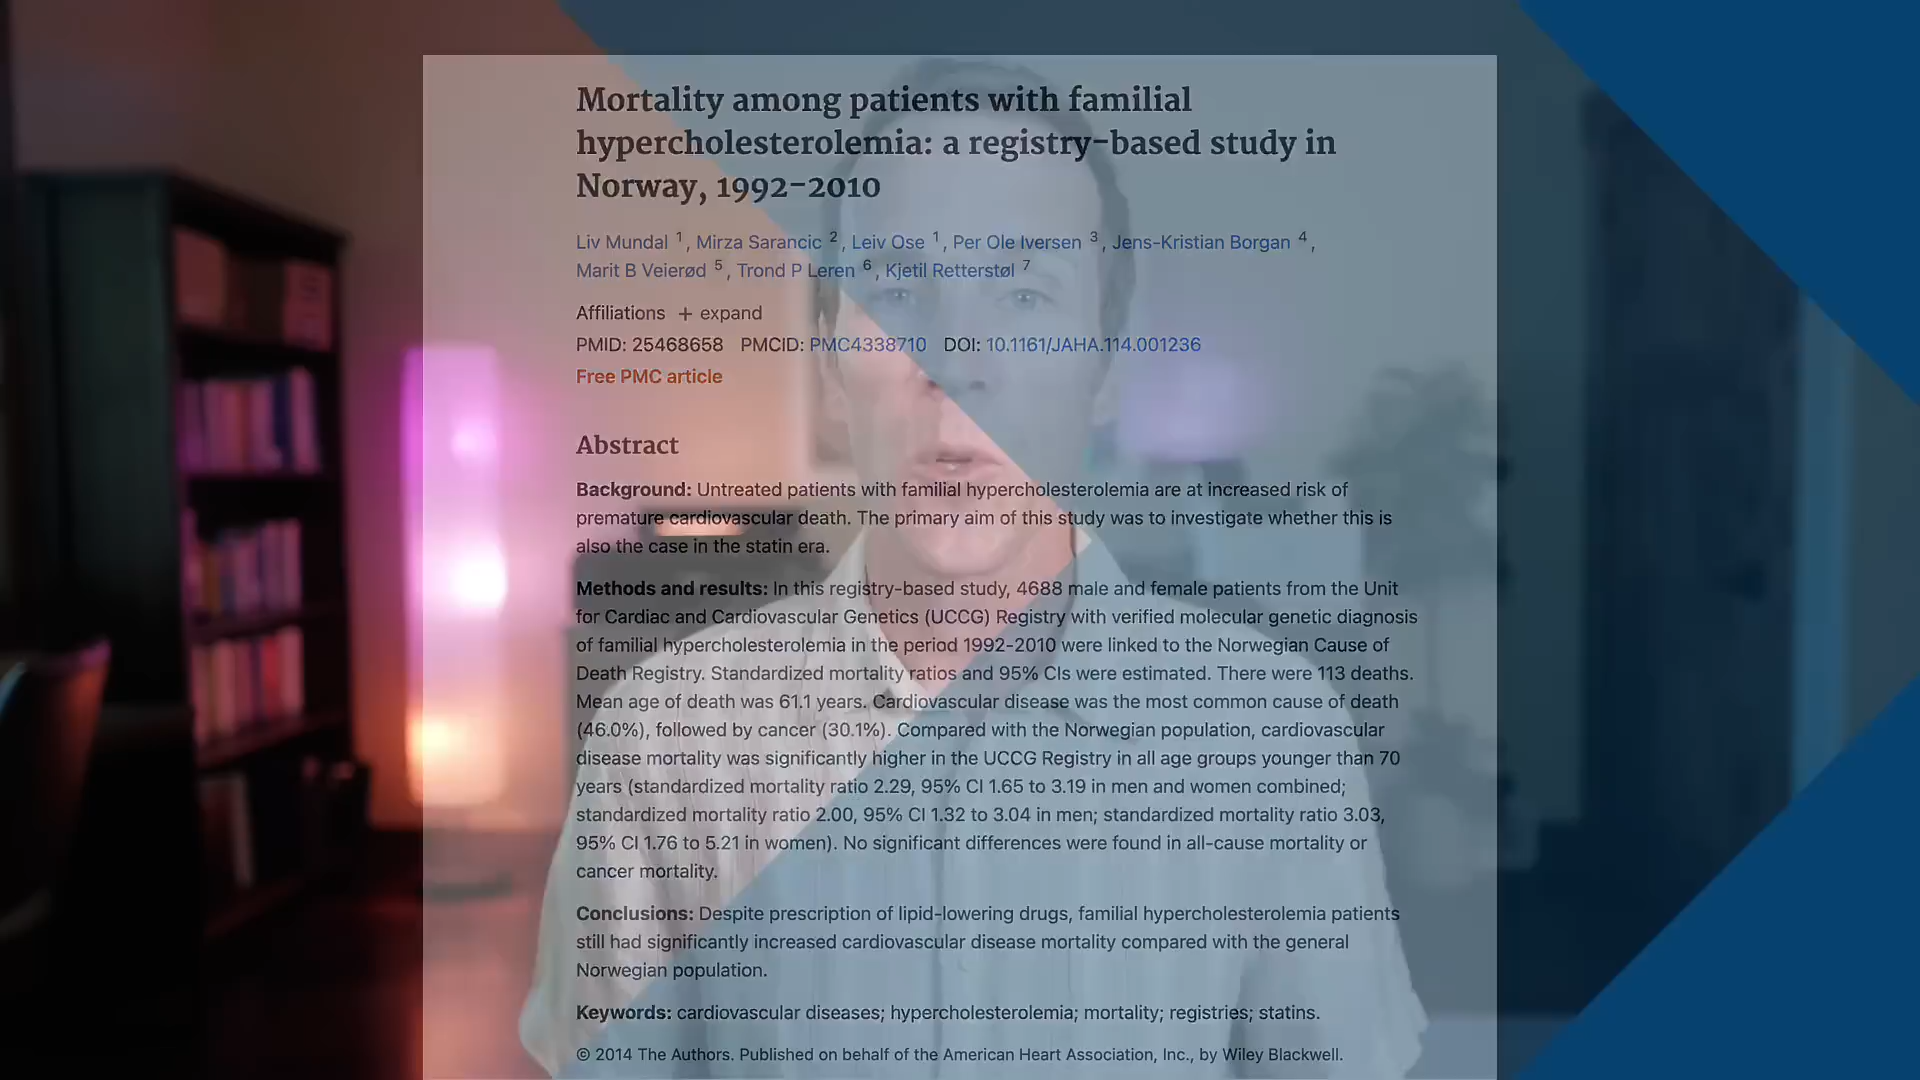 Mortality among patients with familial
hypercholesterolemia: a registry-based study in
Norway, 1992-2010
Liv Mundal 1, Mirza Sarancic 2, Leiv Ose 1, Per Ole Iversen 3, Jens-Kristian Borgan 4,
Marit B Veierød 5, Trond P Leren 6, Kjetil Retterstøl 7
Affiliations + expand
PMID: 25468658 PMCID: PMC4338710 DOI: 10.1161/JAHA.114.001236
Free PMC article
Abstract
Background: Untreated patients with familial hypercholesterolemia are at increased risk of
premature cardiovascular death. The primary aim of this study was to investigate whether this is
also the case in the statin era.
Methods and results: In this registry-based study, 4688 male and female patients from the Unit
for Cardiac and Cardiovascular Genetics (UCCG) Registry with verified molecular genetic diagnosis
of familial hypercholesterolemia in the period 1992-2010 were linked to the Norwegian Cause of
Death Registry. Standardized mortality ratios and 95% CIs were estimated. There were 113 deaths.
Mean age of death was 61.1 years. Cardiovascular disease was the most common cause of death
(46.0%), followed by cancer (30.1%). Compared with the Norwegian population, cardiovascular
disease mortality was significantly higher in the UCCG Registry in all age groups younger than 70
years (standardized mortality ratio 2.29, 95% CI 1.65 to 3.19 in men and women combined;
standardized mortality ratio 2.00, 95% CI 1.32 to 3.04 in men; standardized mortality ratio 3.03,
95% CI 1.76 to 5.21 in women). No significant differences were found in all-cause mortality or
cancer mortality.
Conclusions: Despite prescription of lipid-lowering drugs, familial hypercholesterolemia patients
still had significantly increased cardiovascular disease mortality compared with the general
Norwegian population.
Keywords: cardiovascular diseases; hypercholesterolemia; mortality; registries; statins.
© 2014 The Authors. Published on behalf of the American Heart Association, Inc., by Wiley Blackwell.